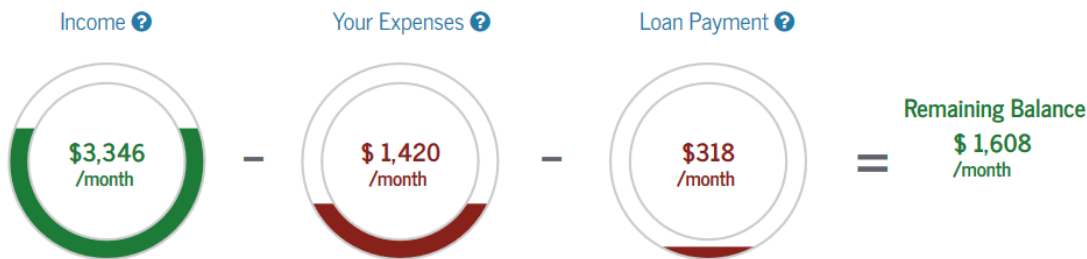 Income ?
Your Expenses ?
Loan Payment ?
$3,346
/month
−
$ 1,420
/month
−
$318
/month
=
Remaining Balance
$ 1,608
/month